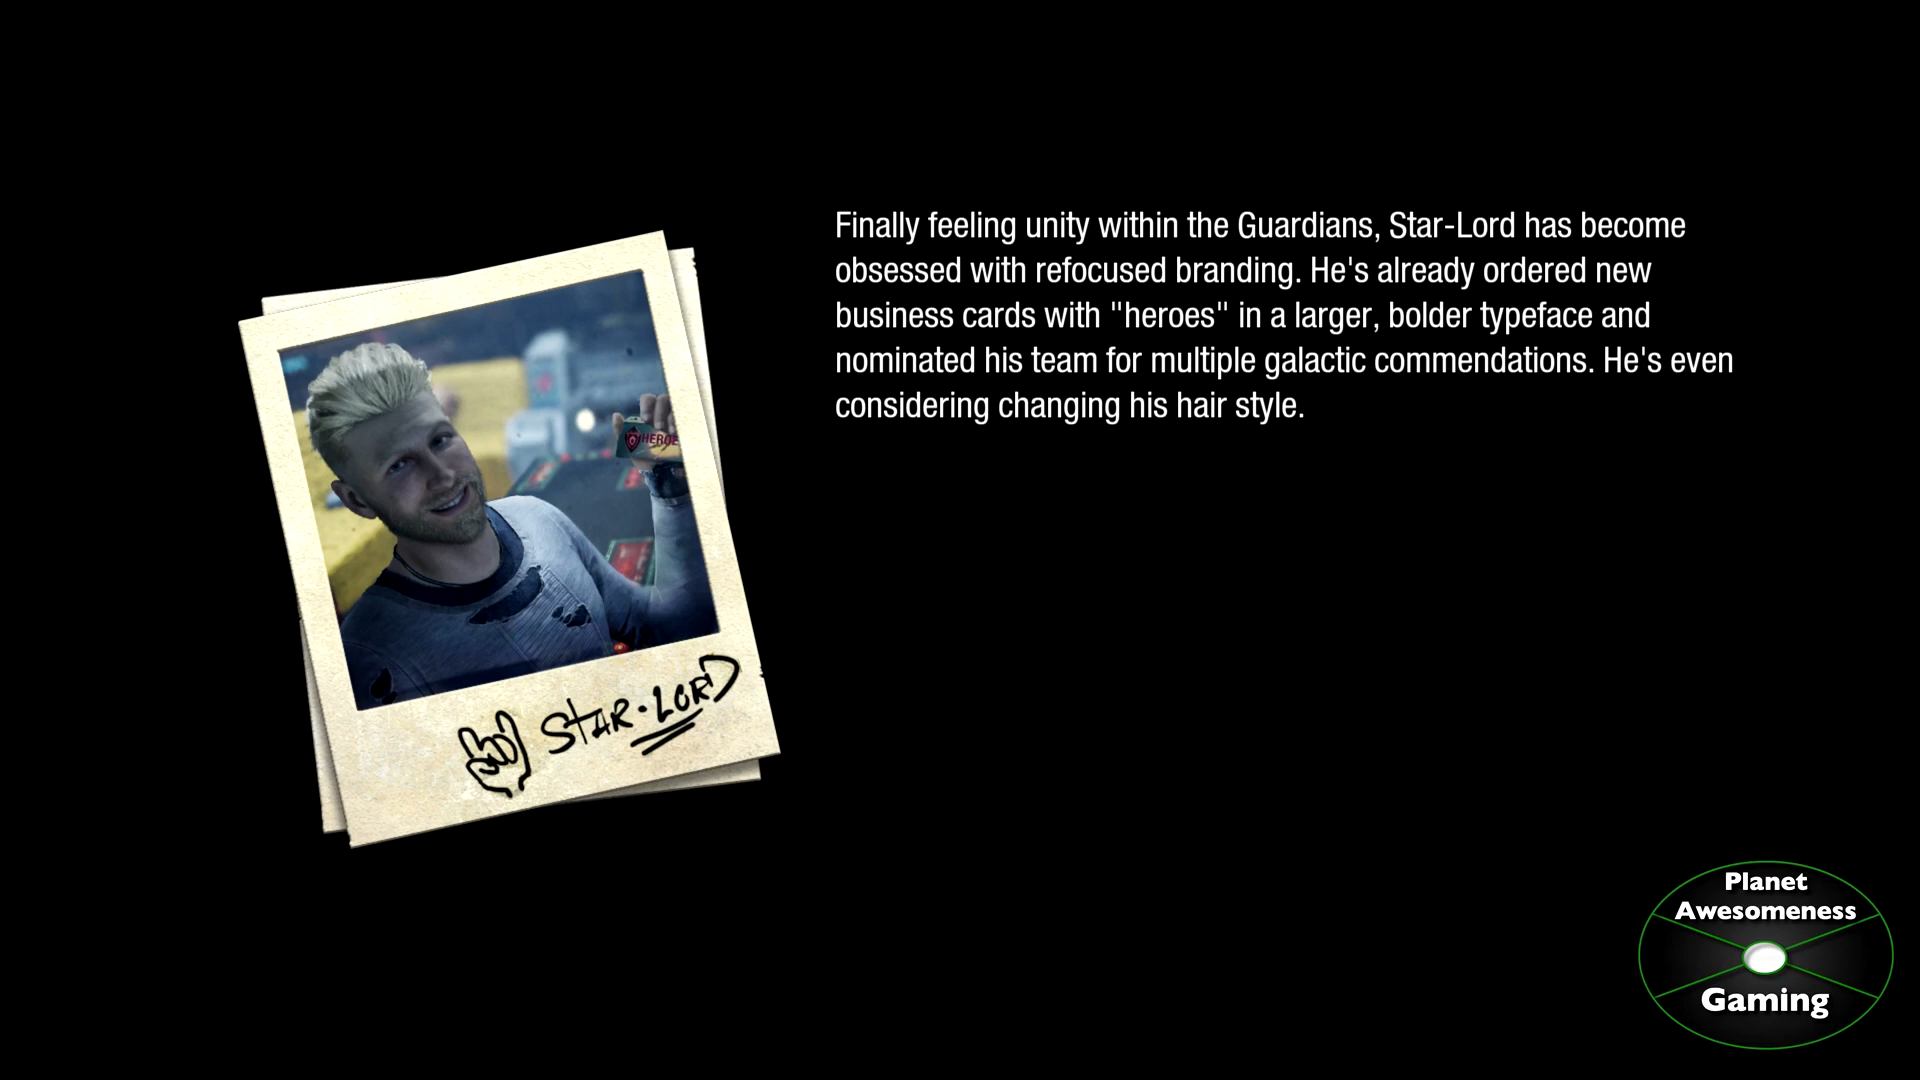 Finally feeling unity within the Guardians, Star-Lord has become
obsessed with refocused branding. He's already ordered new
business cards with "heroes" in a larger, bolder typeface and
nominated his team for multiple galactic commendations. He's even
considering changing his hair style.
HEROE
STAR·LORD
Planet
Awesomeness
Gaming